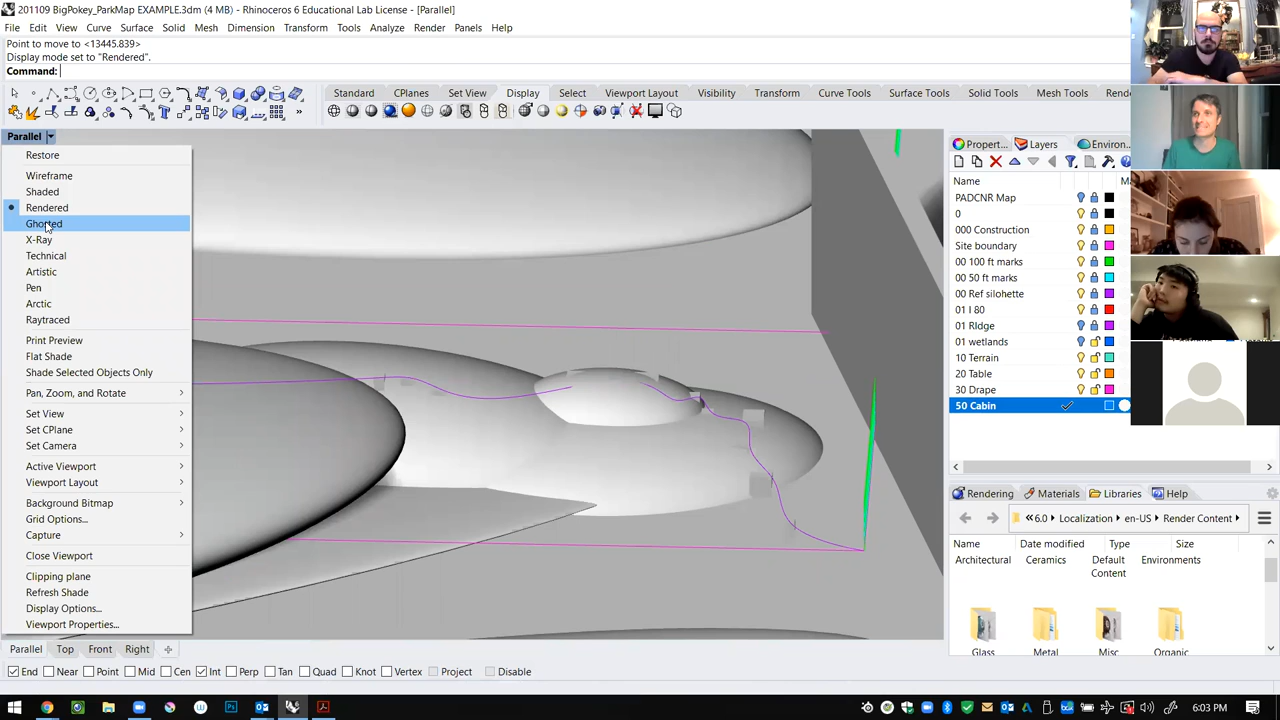 201109 BigPokey_ParkMap EXAMPLE.3dm (4 MB) - Rhinoceros 6 Educational Lab License - [Parallel]
File Edit View Curve Surface Solid Mesh Dimension Transform Tools Analyze Render Panels Help
Point to move to <13445.839>
Display mode set to "Rendered".
Command:
Standard CPlanes Set View Display Select Viewport Layout Visibility Transform Curve Tools Surface Tools Solid Tools Mesh Tools
Parallel
Restore
Wireframe
Shaded
Rendered
Ghosted
X-Ray
Technical
Artistic
Pen
Arctic
Raytraced
Print Preview
Flat Shade
Shade Selected Objects Only
Pan, Zoom, and Rotate
Set View
Set CPlane
Set Camera
Active Viewport
Viewport Layout
Background Bitmap
Grid Options...
Capture
Close Viewport
Clipping plane
Refresh Shade
Display Options...
Viewport Properties...
Layers
Name
PADCNR Map
0
000 Construction
Site boundary
00 100 ft marks
00 50 ft marks
00 Ref silohette
01 I 80
01 RIdge
01 wetlands
10 Terrain
20 Table
30 Drape
50 Cabin
Rendering Materials Libraries Help
6.0 Localization en-US Render Content
Name Date modified Type Size
Architectural Ceramics Default Content Environments
Glass Metal Misc Organic
Parallel Top Front Right
End Near Point Mid Cen Int Perp Tan Quad Knot Vertex Project Disable
6:03 PM